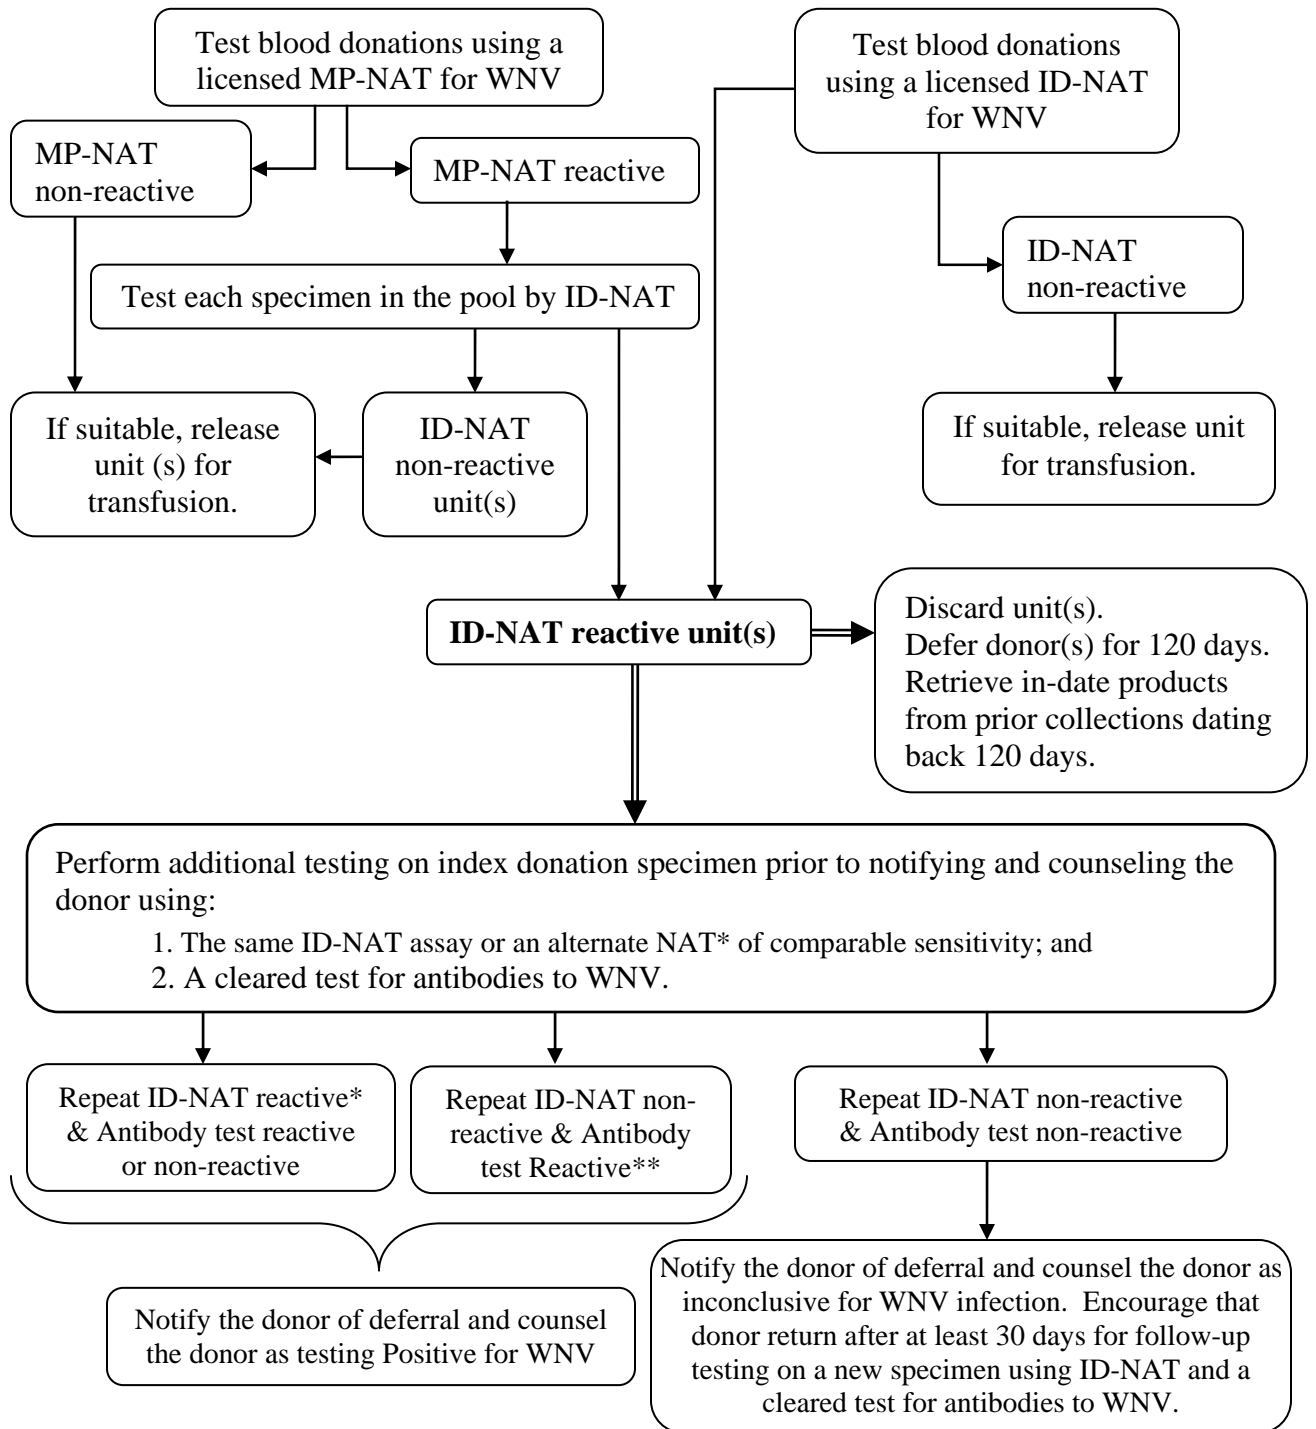 Test blood donations using a
licensed MP-NAT for WNV
Test blood donations
using a licensed ID-NAT
for WNV
MP-NAT
non-reactive
MP-NAT reactive
ID-NAT
non-reactive
Test each specimen in the pool by ID-NAT
If suitable, release
unit (s) for
transfusion.
ID-NAT
non-reactive
unit(s)
If suitable, release unit
for transfusion.
ID-NAT reactive unit(s)
Discard unit(s).
Defer donor(s) for 120 days.
Retrieve in-date products
from prior collections dating
back 120 days.
Perform additional testing on index donation specimen prior to notifying and counseling the
donor using:
1. The same ID-NAT assay or an alternate NAT* of comparable sensitivity; and
2. A cleared test for antibodies to WNV.
Repeat ID-NAT reactive*
& Antibody test reactive
or non-reactive
Repeat ID-NAT non-
reactive & Antibody
test Reactive**
Repeat ID-NAT non-reactive
& Antibody test non-reactive
Notify the donor of deferral and counsel
the donor as testing Positive for WNV
Notify the donor of deferral and counsel the donor as
inconclusive for WNV infection.  Encourage that
donor return after at least 30 days for follow-up
testing on a new specimen using ID-NAT and a
cleared test for antibodies to WNV.